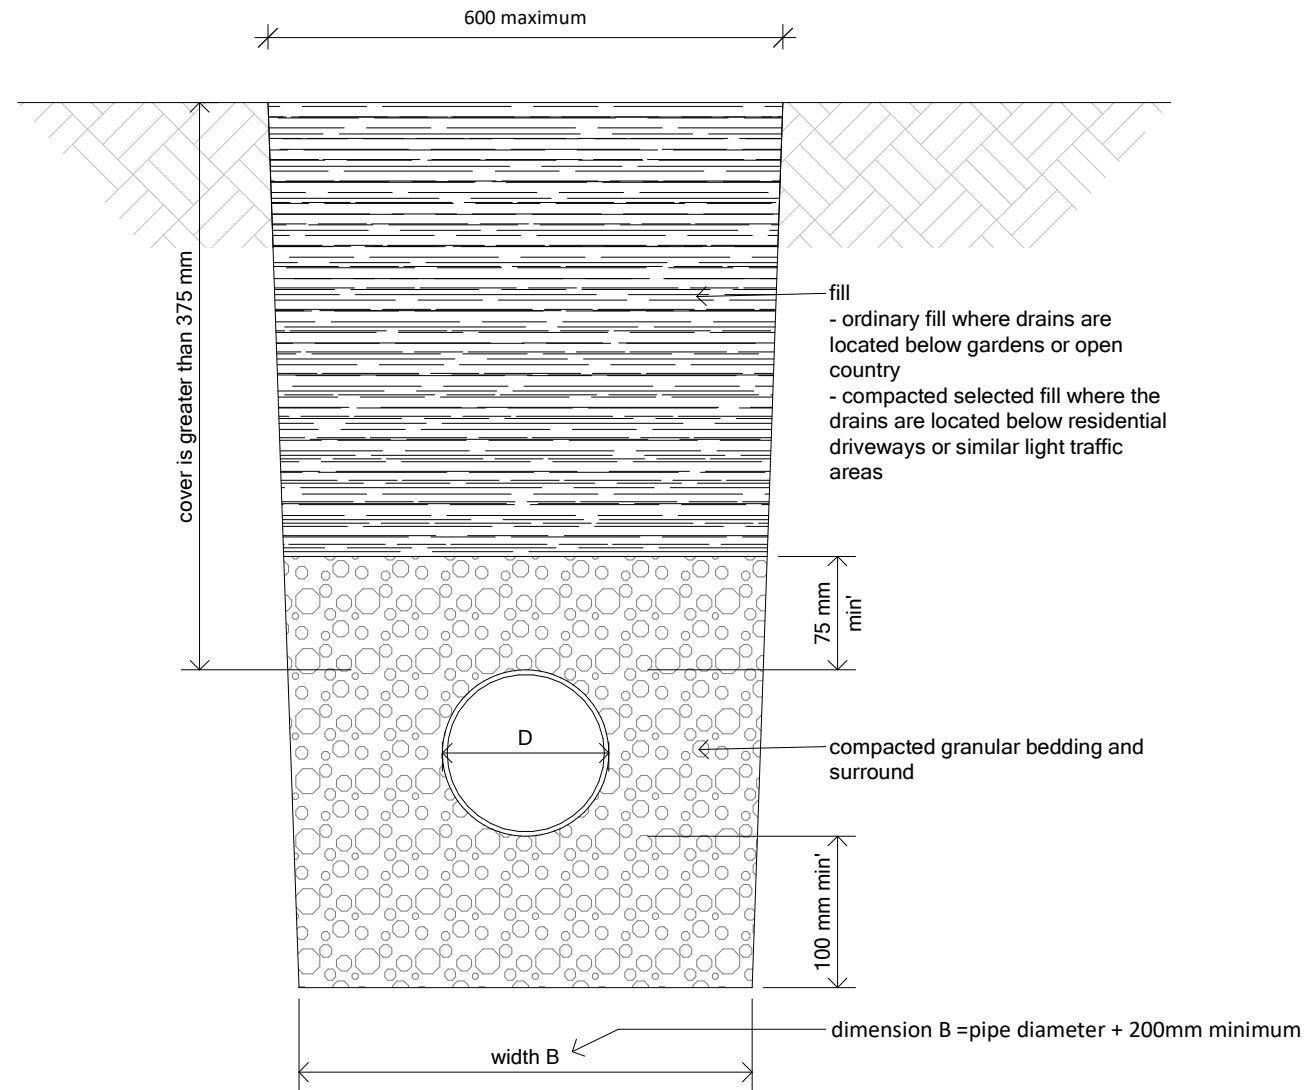 600 maximum
cover is greater than 375 mm
fill
- ordinary fill where drains are
located below gardens or open
country
- compacted selected fill where the
drains are located below residential
driveways or similar light traffic
areas
75 mm
min'
D
compacted granular bedding and
surround
100 mm min'
dimension B =pipe diameter + 200mm minimum
width B